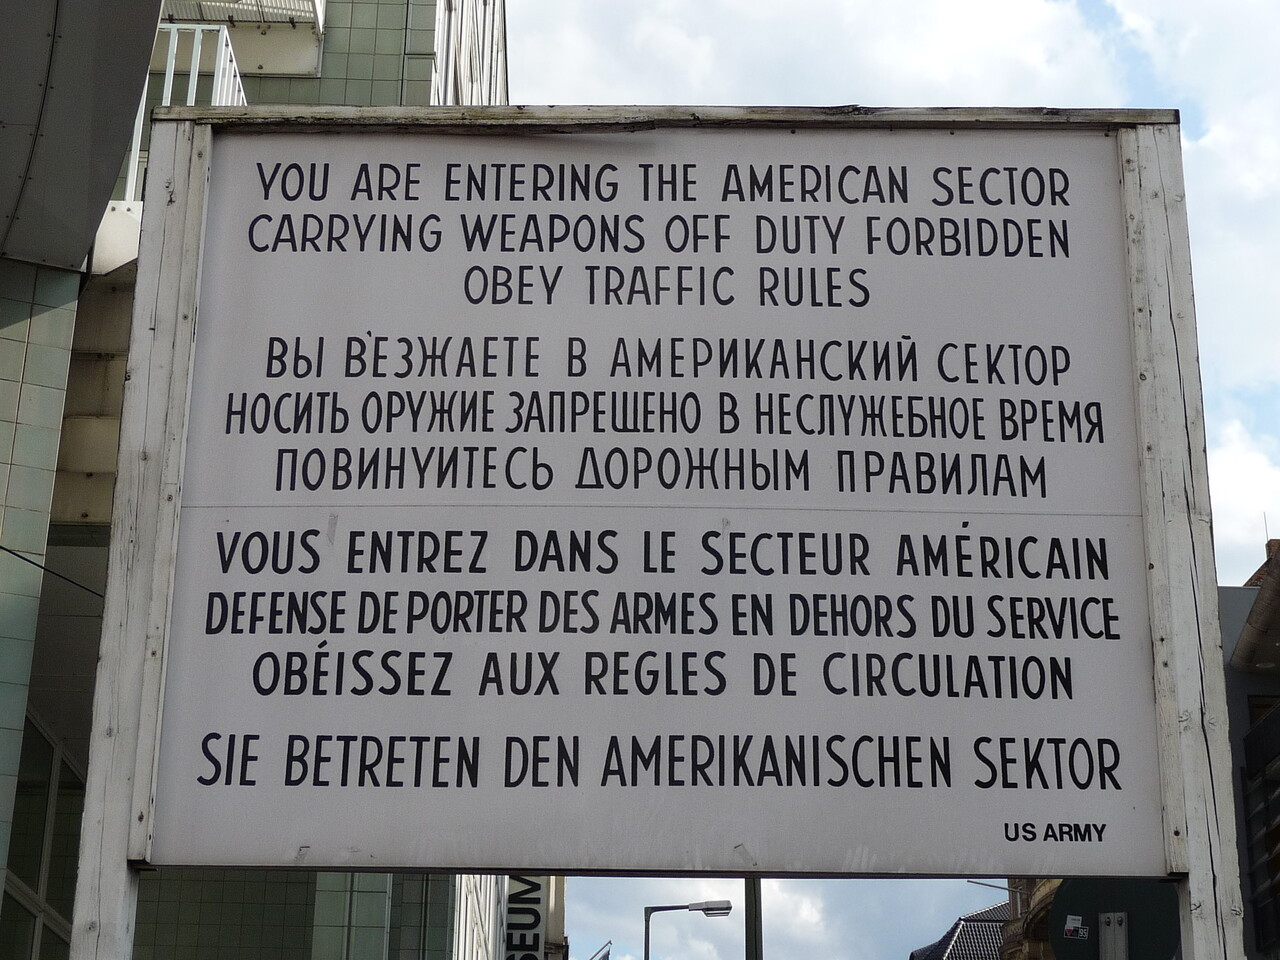 YOU ARE ENTERING THE AMERICAN SECTOR
CARRYING WEAPONS OFF DUTY FORBIDDEN
OBEY TRAFFIC RULES
ВЫ В'ЕЗЖАЕТЕ В АМЕРИКАНСКИЙ СЕКТОР
НОСИТЬ ОРУЖИЕ ЗАПРЕЩЕНО В НЕСЛУЖЕБНОЕ ВРЕМЯ
ПОВИНУИТЕСЬ ДОРОЖНЫМ ПРАВИЛАМ
VOUS ENTREZ DANS LE SECTEUR AMÉRICAIN
DEFENSE DE PORTER DES ARMES EN DEHORS DU SERVICE
OBÉISSEZ AUX REGLES DE CIRCULATION
SIE BETRETEN DEN AMERIKANISCHEN SEKTOR
US ARMY